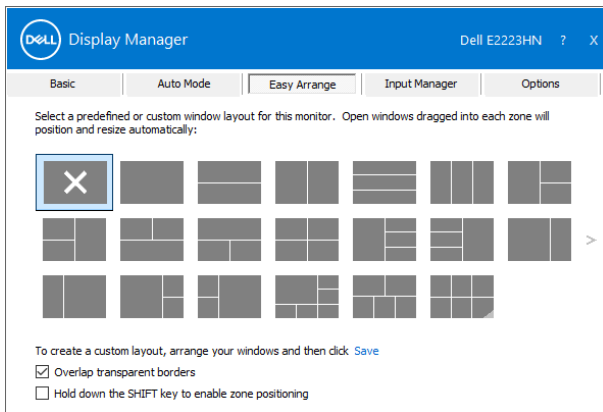 DELL Display Manager Dell E2223HN ? X
Basic Auto Mode Easy Arrange Input Manager Options
Select a predefined or custom window layout for this monitor. Open windows dragged into each zone will
position and resize automatically:
>
To create a custom layout, arrange your windows and then click Save
Overlap transparent borders
Hold down the SHIFT key to enable zone positioning